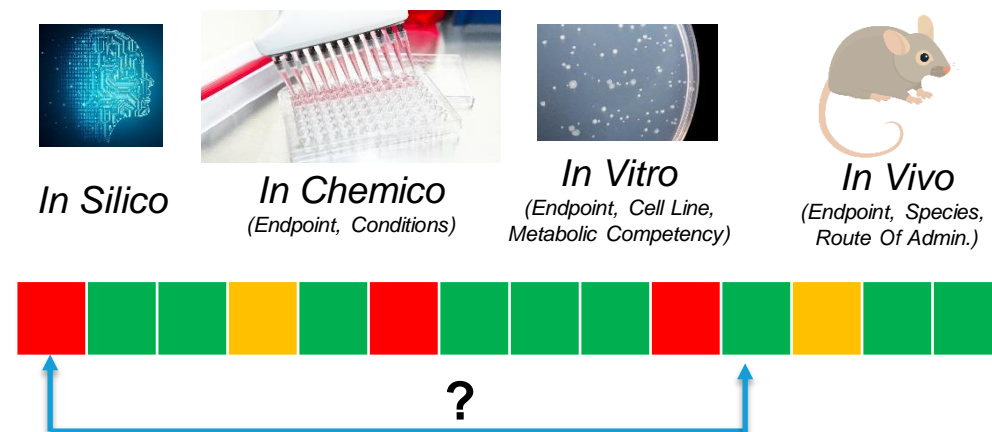 In Silico
In Chemico
(Endpoint, Conditions)
In Vitro
(Endpoint, Cell Line,
Metabolic Competency)
In Vivo
(Endpoint, Species,
Route Of Admin.)
?